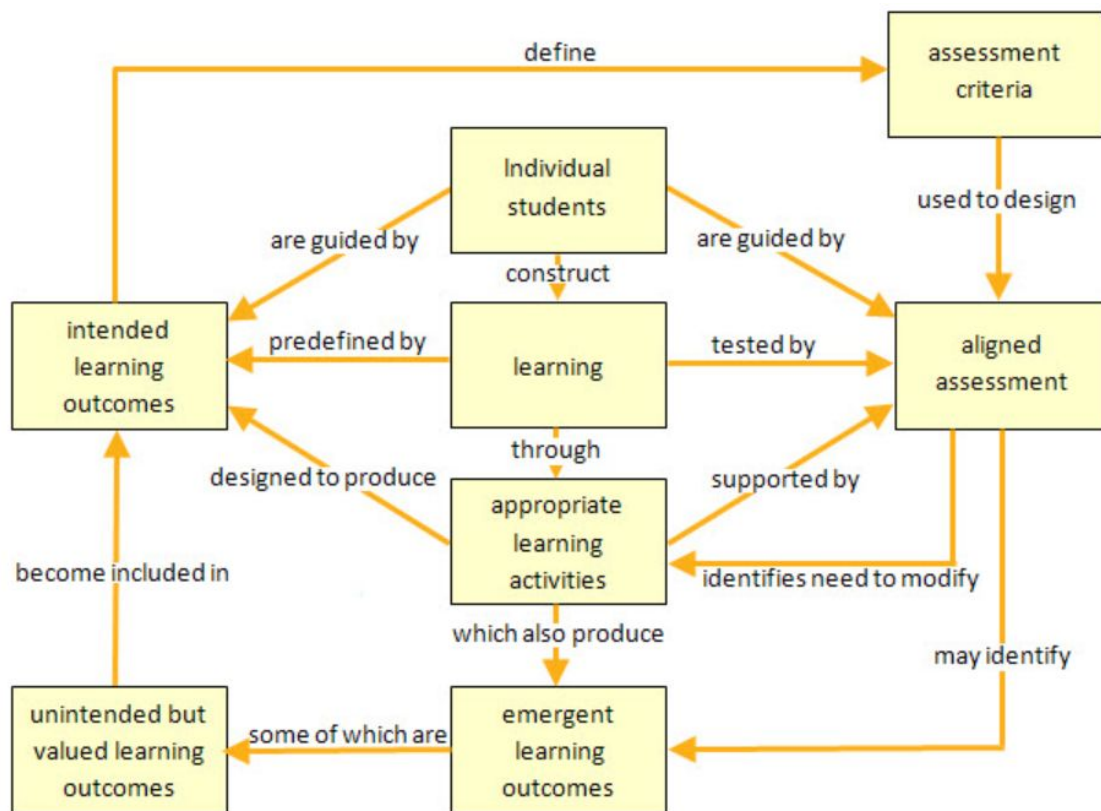 define
assessment
criteria
Individual
students
used to design
are guided by
are guided by
construct
intended
learning
outcomes
predefined by
learning
tested by
aligned
assessment
through
designed to produce
supported by
appropriate
learning
activities
become included in
identifies need to modify
which also produce
may identify
unintended but
valued learning
outcomes
some of which are
emergent
learning
outcomes